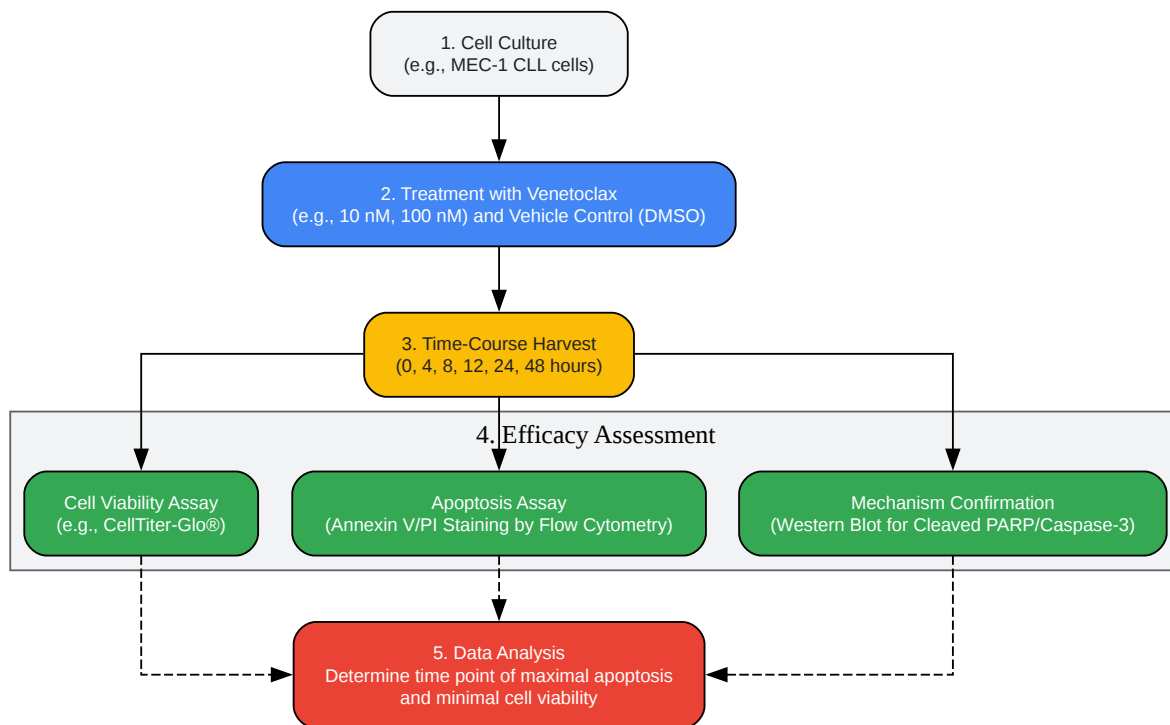 1. Cell Culture
(e.g., MEC-1 CLL cells)
2. Treatment with Venetoclax
(e.g., 10 nM, 100 nM) and Vehicle Control (DMSO)
3. Time-Course Harvest
(0, 4, 8, 12, 24, 48 hours)
4. Efficacy Assessment
Cell Viability Assay
(e.g., CellTiter-Glo®)
Apoptosis Assay
(Annexin V/PI Staining by Flow Cytometry)
Mechanism Confirmation
(Western Blot for Cleaved PARP/Caspase-3)
5. Data Analysis
Determine time point of maximal apoptosis
and minimal cell viability